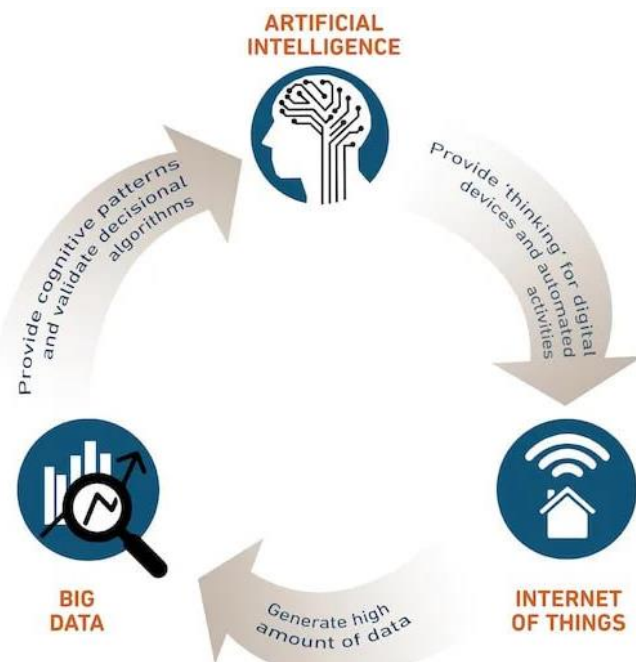 ARTIFICIAL
INTELLIGENCE
Provide 'thinking' for digital
devices and automated
activities
INTERNET
OF THINGS
Generate high
amount of data
BIG
DATA
Provide cognitive patterns
and validate decisional
algorithms